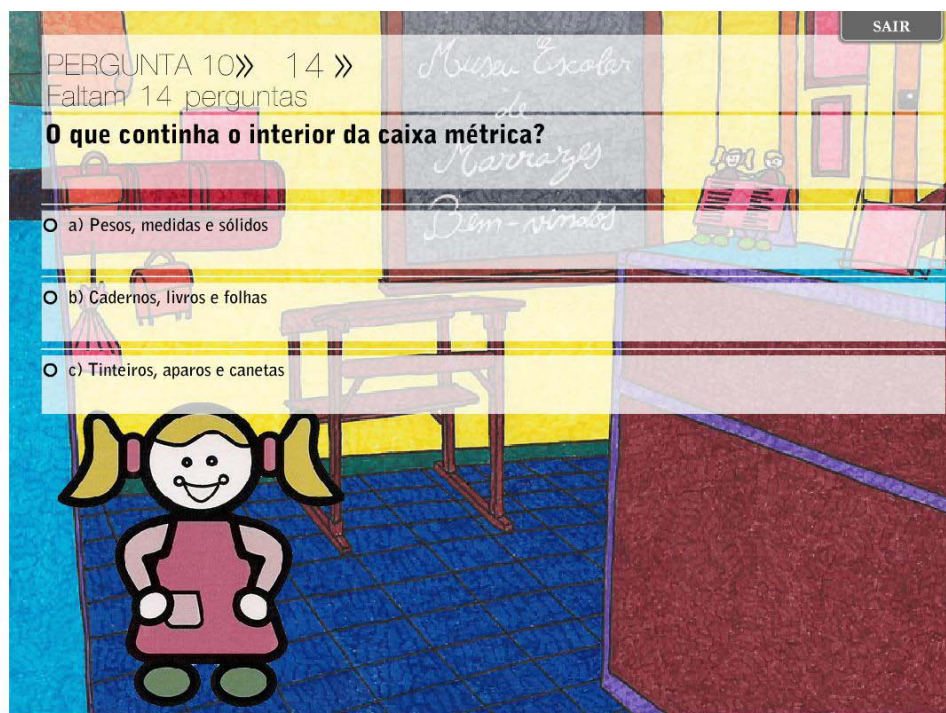 SAIR
PERGUNTA 10» 14 »
Faltam 14 perguntas
O que continha o interior da caixa métrica?
Museu Escolar
de
Marrazes
Bem-vindos
a) Pesos, medidas e sólidos
b) Cadernos, livros e folhas
c) Tinteiros, aparos e canetas